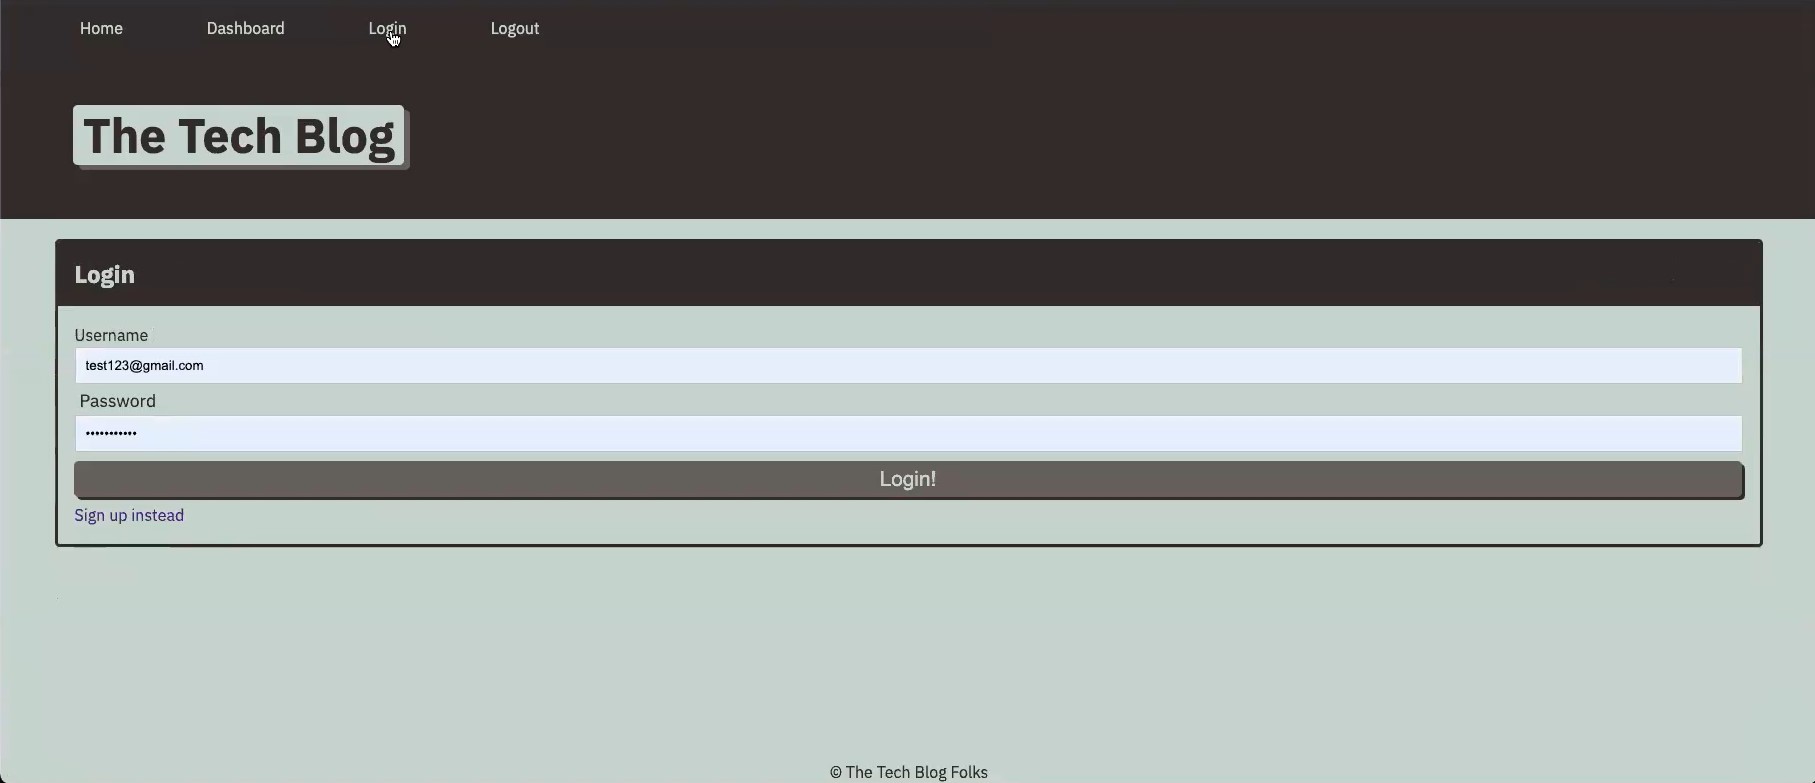 Home Dashboard Login Logout
The Tech Blog
Login
Username
test123@gmail.com
Password
•••••••••••
Login!
Sign up instead
© The Tech Blog Folks